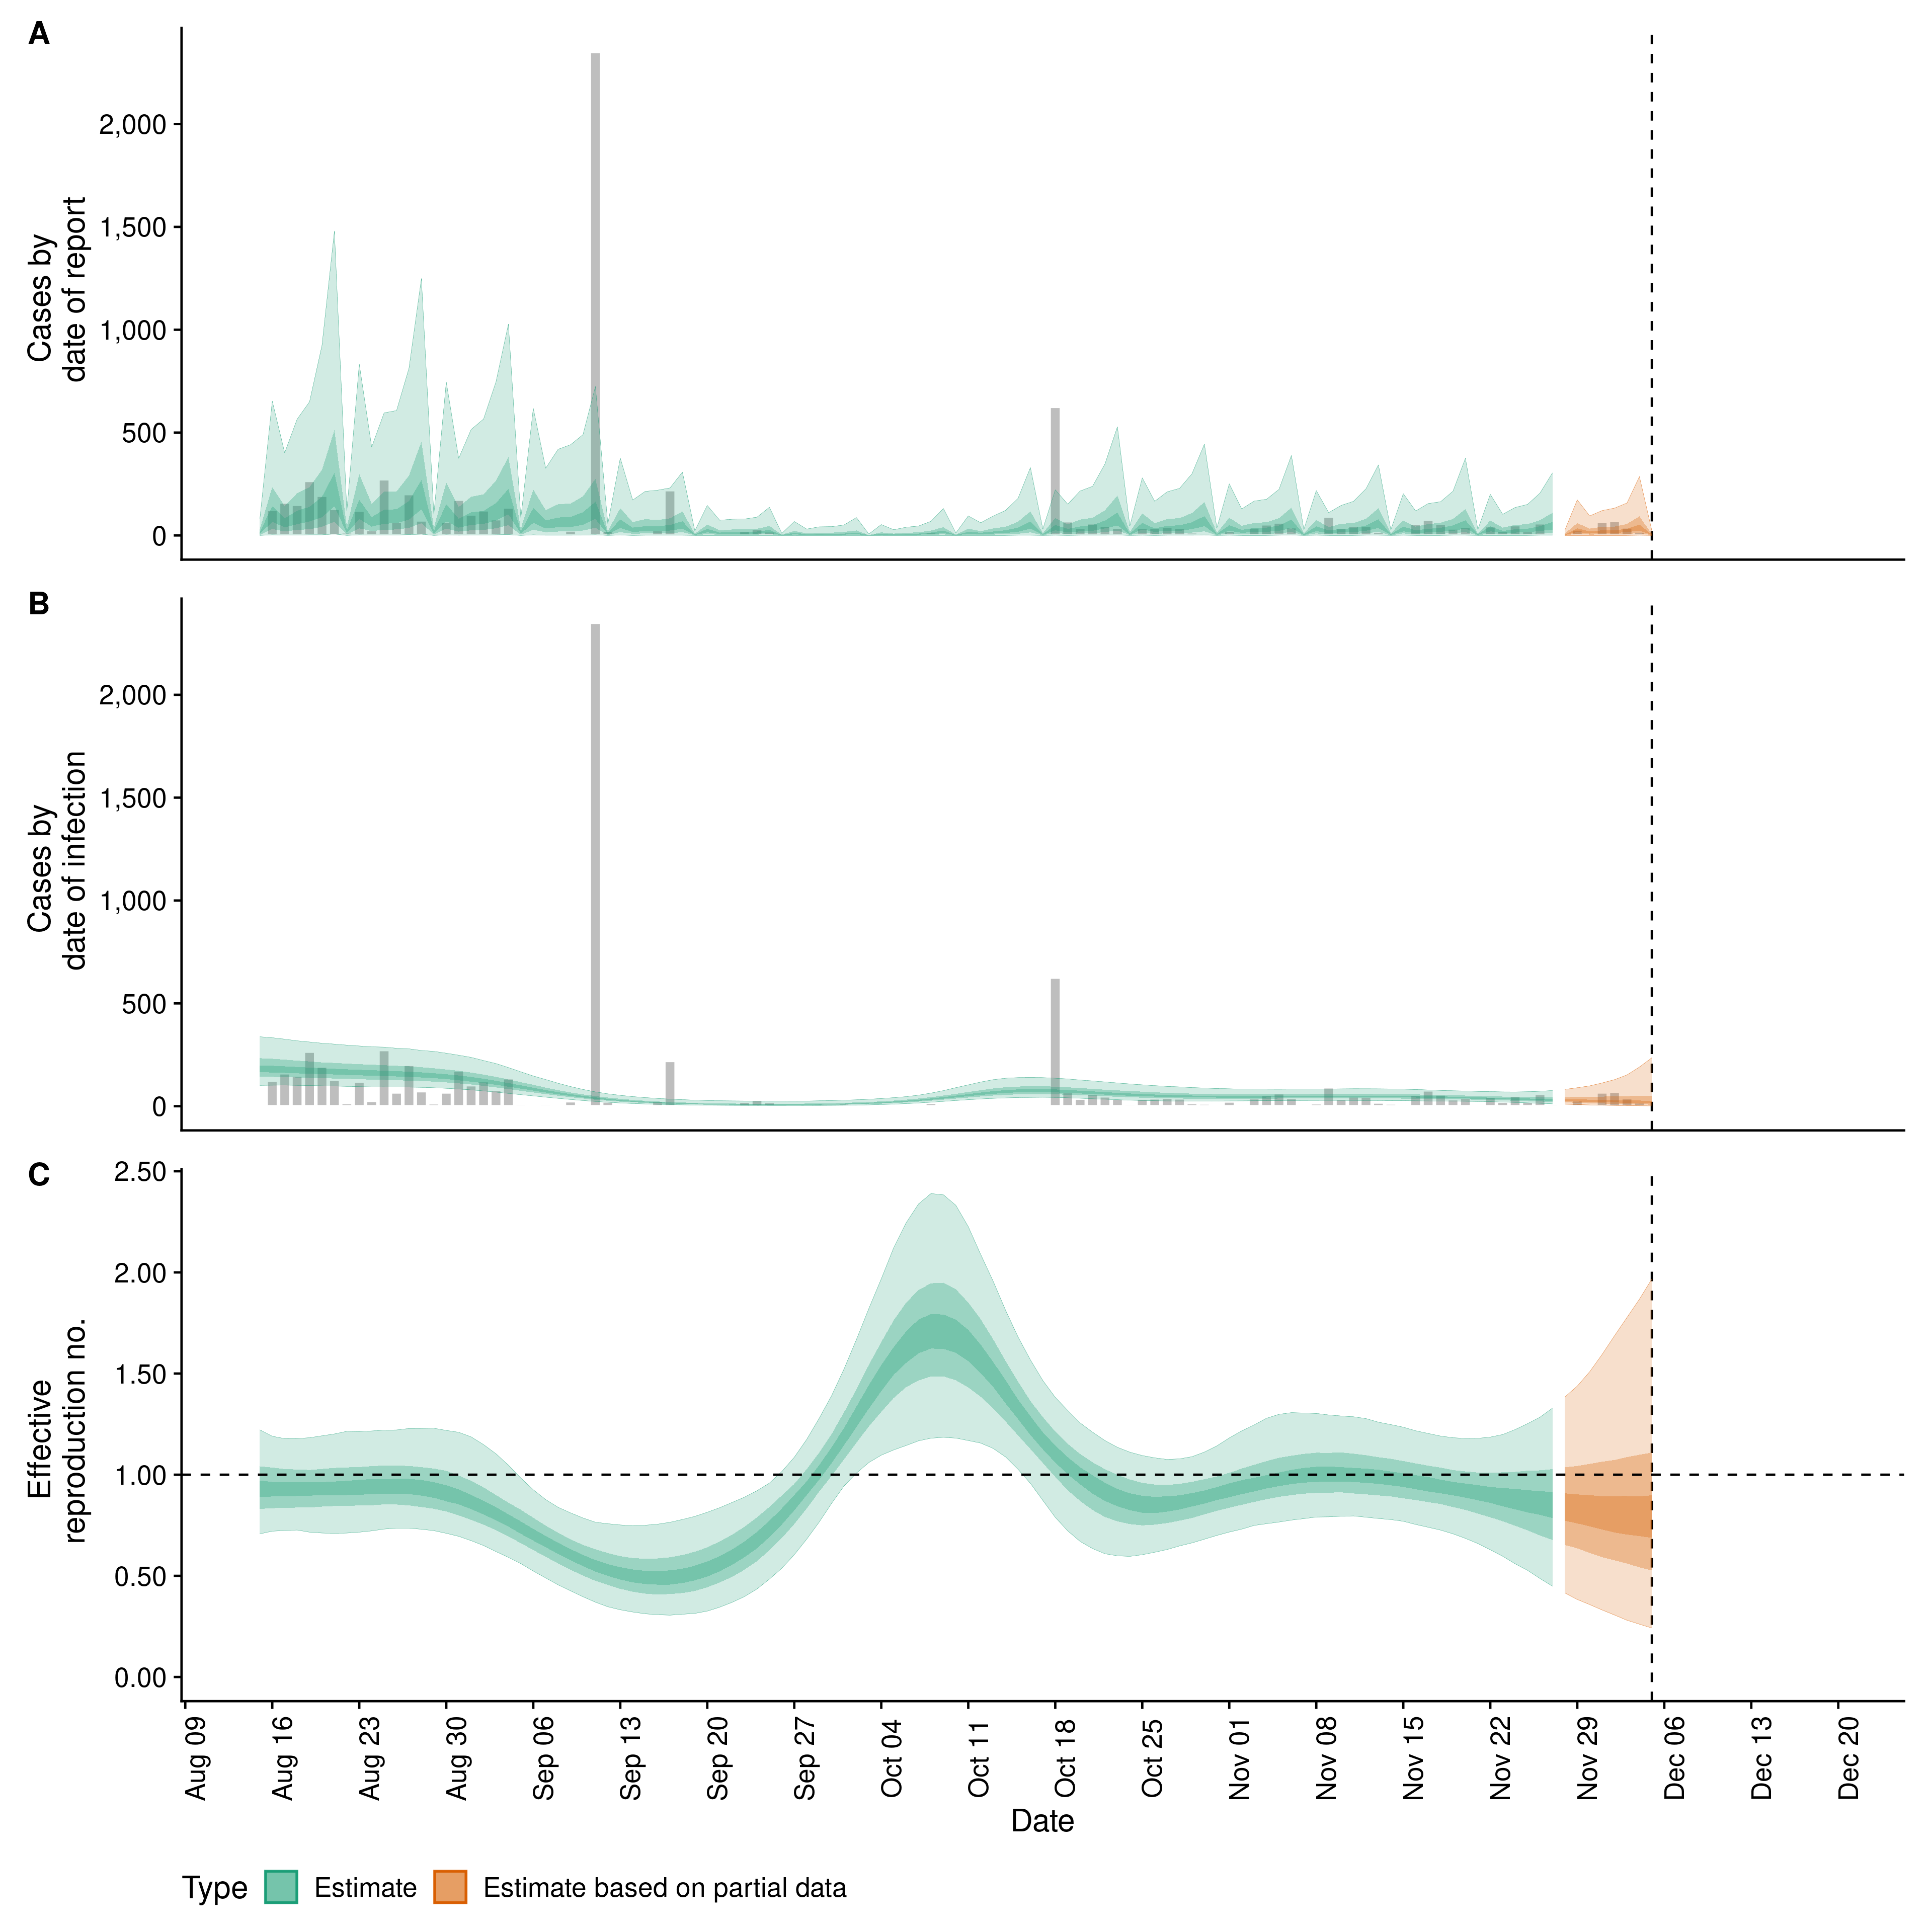 A
Cases by
date of report
2,000
1,500
1,000
500
0
B
Cases by
date of infection
2,000
1,500
1,000
500
0
C
Effective
reproduction no.
2.50
2.00
1.50
1.00
0.50
0.00
Aug 09
Aug 16
Aug 23
Aug 30
Sep 06
Sep 13
Sep 20
Sep 27
Oct 04
Oct 11
Oct 18
Oct 25
Nov 01
Nov 08
Nov 15
Nov 22
Nov 29
Dec 06
Dec 13
Dec 20
Date
Type Estimate Estimate based on partial data